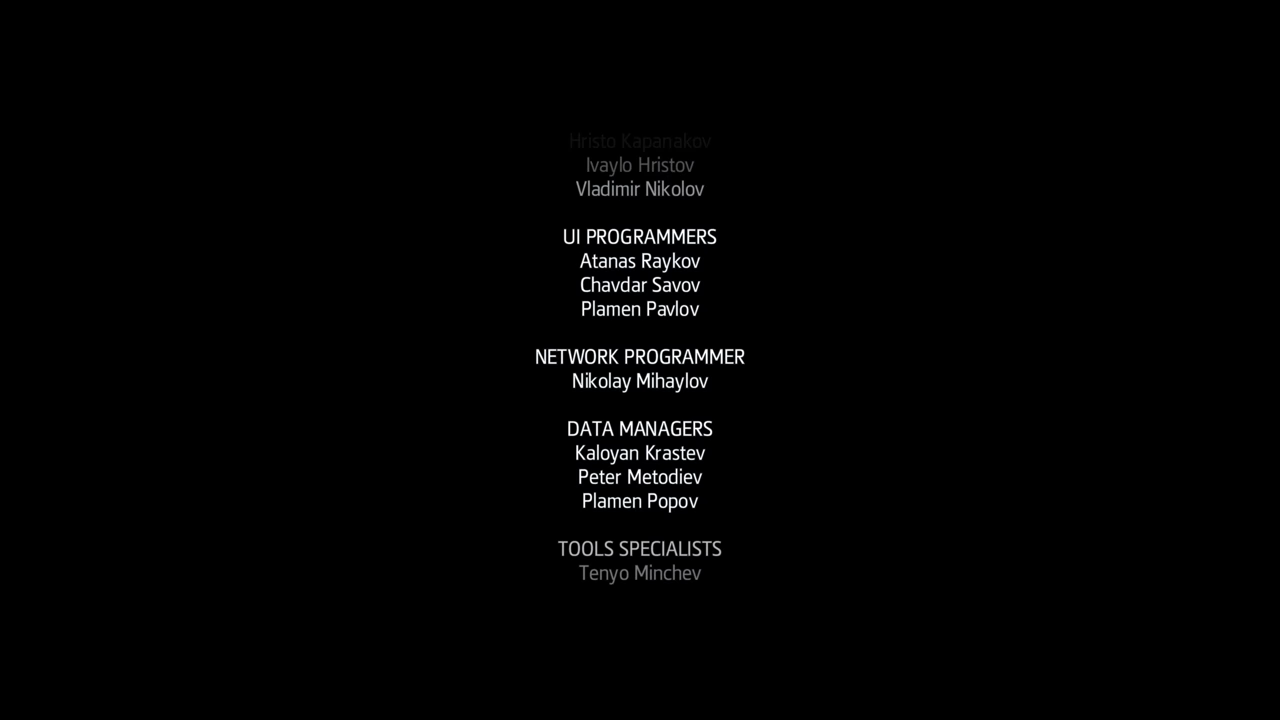 Hristo Kapanakov
Ivaylo Hristov
Vladimir Nikolov
UI PROGRAMMERS
Atanas Raykov
Chavdar Savov
Plamen Pavlov
NETWORK PROGRAMMER
Nikolay Mihaylov
DATA MANAGERS
Kaloyan Krastev
Peter Metodiev
Plamen Popov
TOOLS SPECIALISTS
Tenyo Minchev